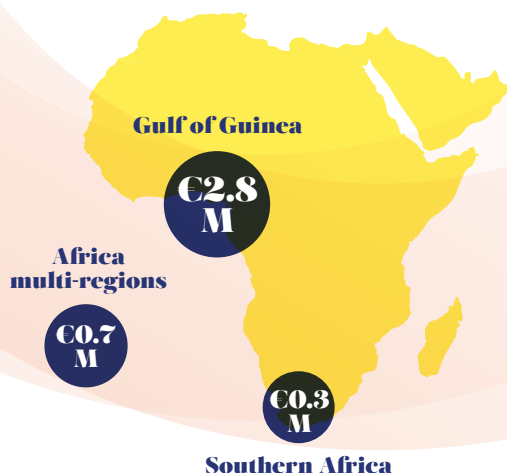 Gulf of Guinea
€2.8
M
Africa
multi-regions
€0.7
M
€0.3
M
Southern Africa